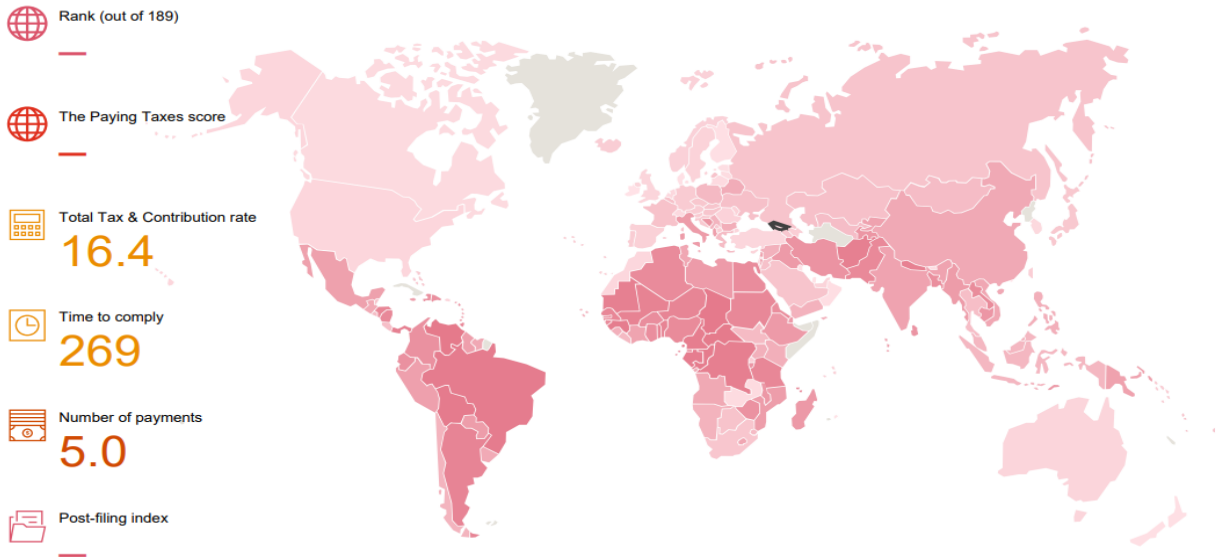 Rank (out of 189)
The Paying Taxes score
Total Tax & Contribution rate
16.4
Time to comply
269
Number of payments
5.0
Post-filing index